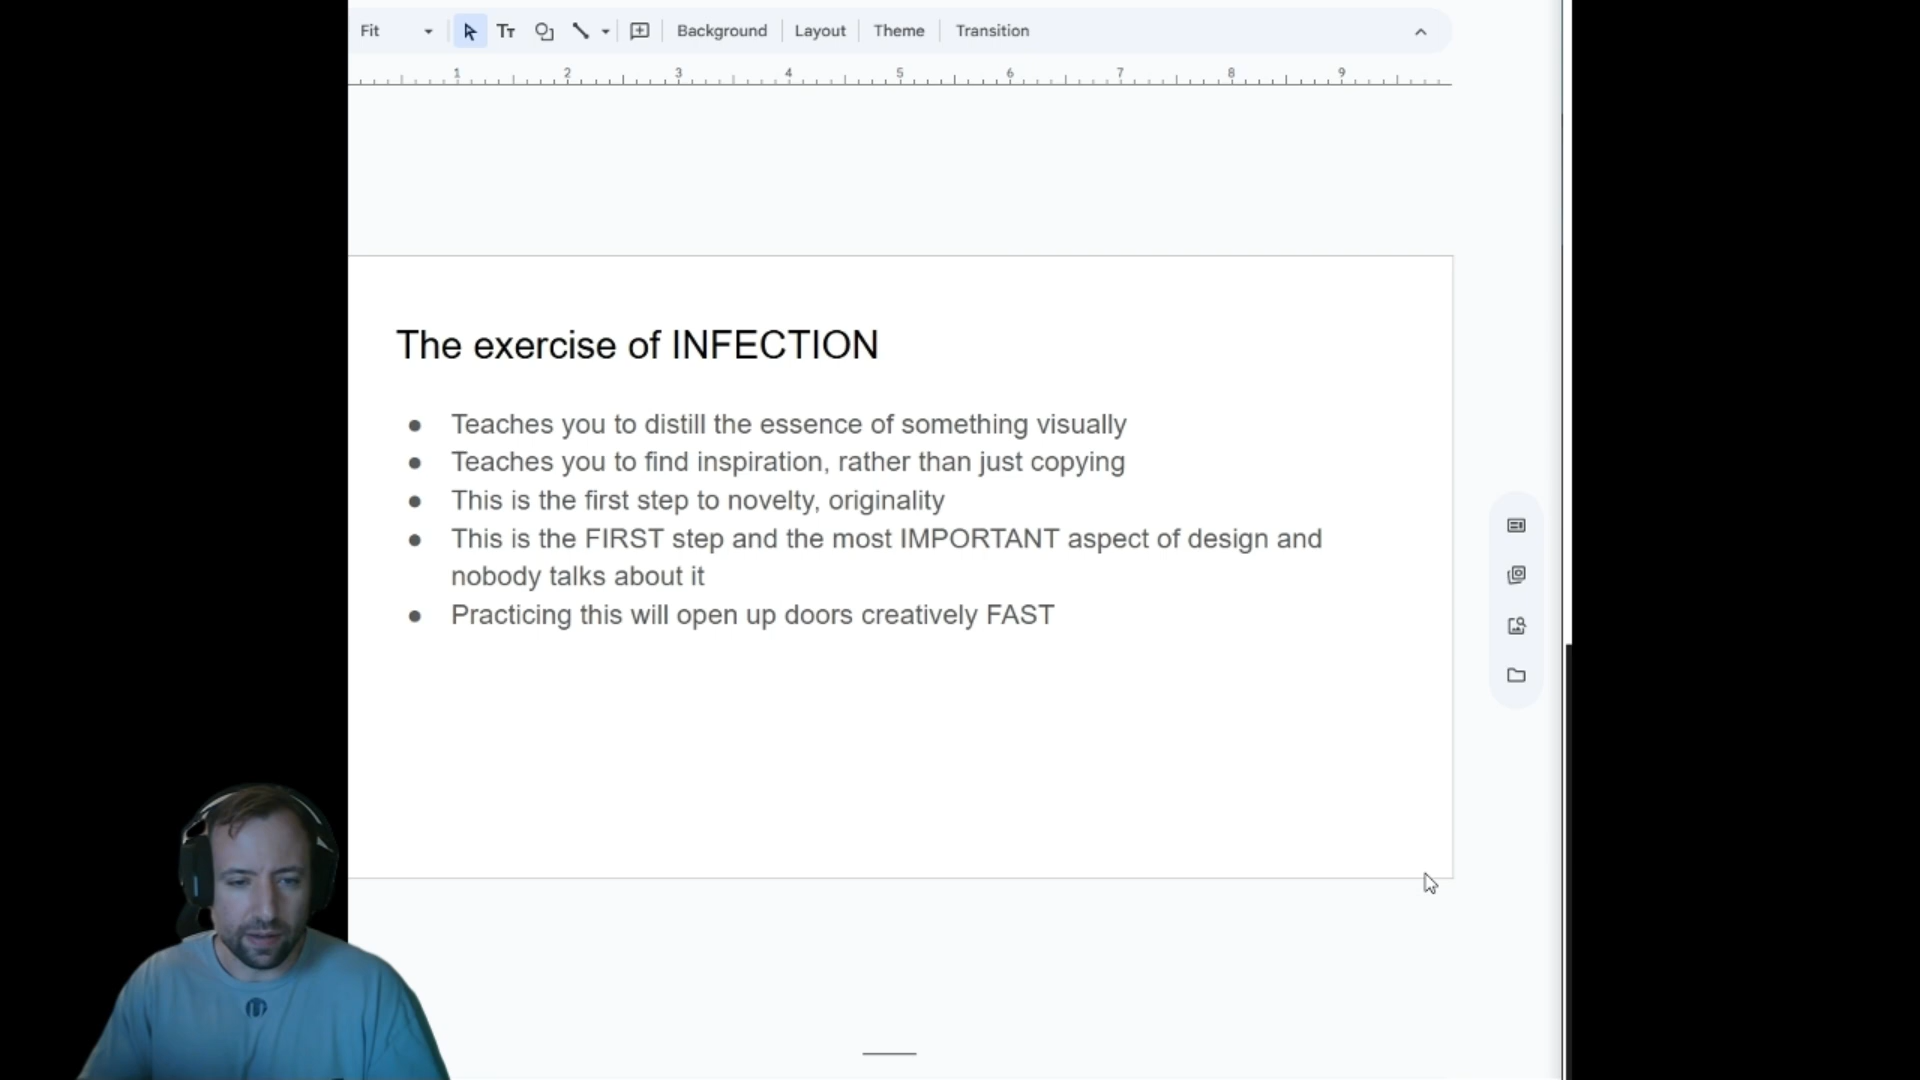 Fit
Background
Layout
Theme
Transition
1 2 3 4 5 6 7 8 9
The exercise of INFECTION
● Teaches you to distill the essence of something visually
● Teaches you to find inspiration, rather than just copying
● This is the first step to novelty, originality
● This is the FIRST step and the most IMPORTANT aspect of design and
nobody talks about it
● Practicing this will open up doors creatively FAST